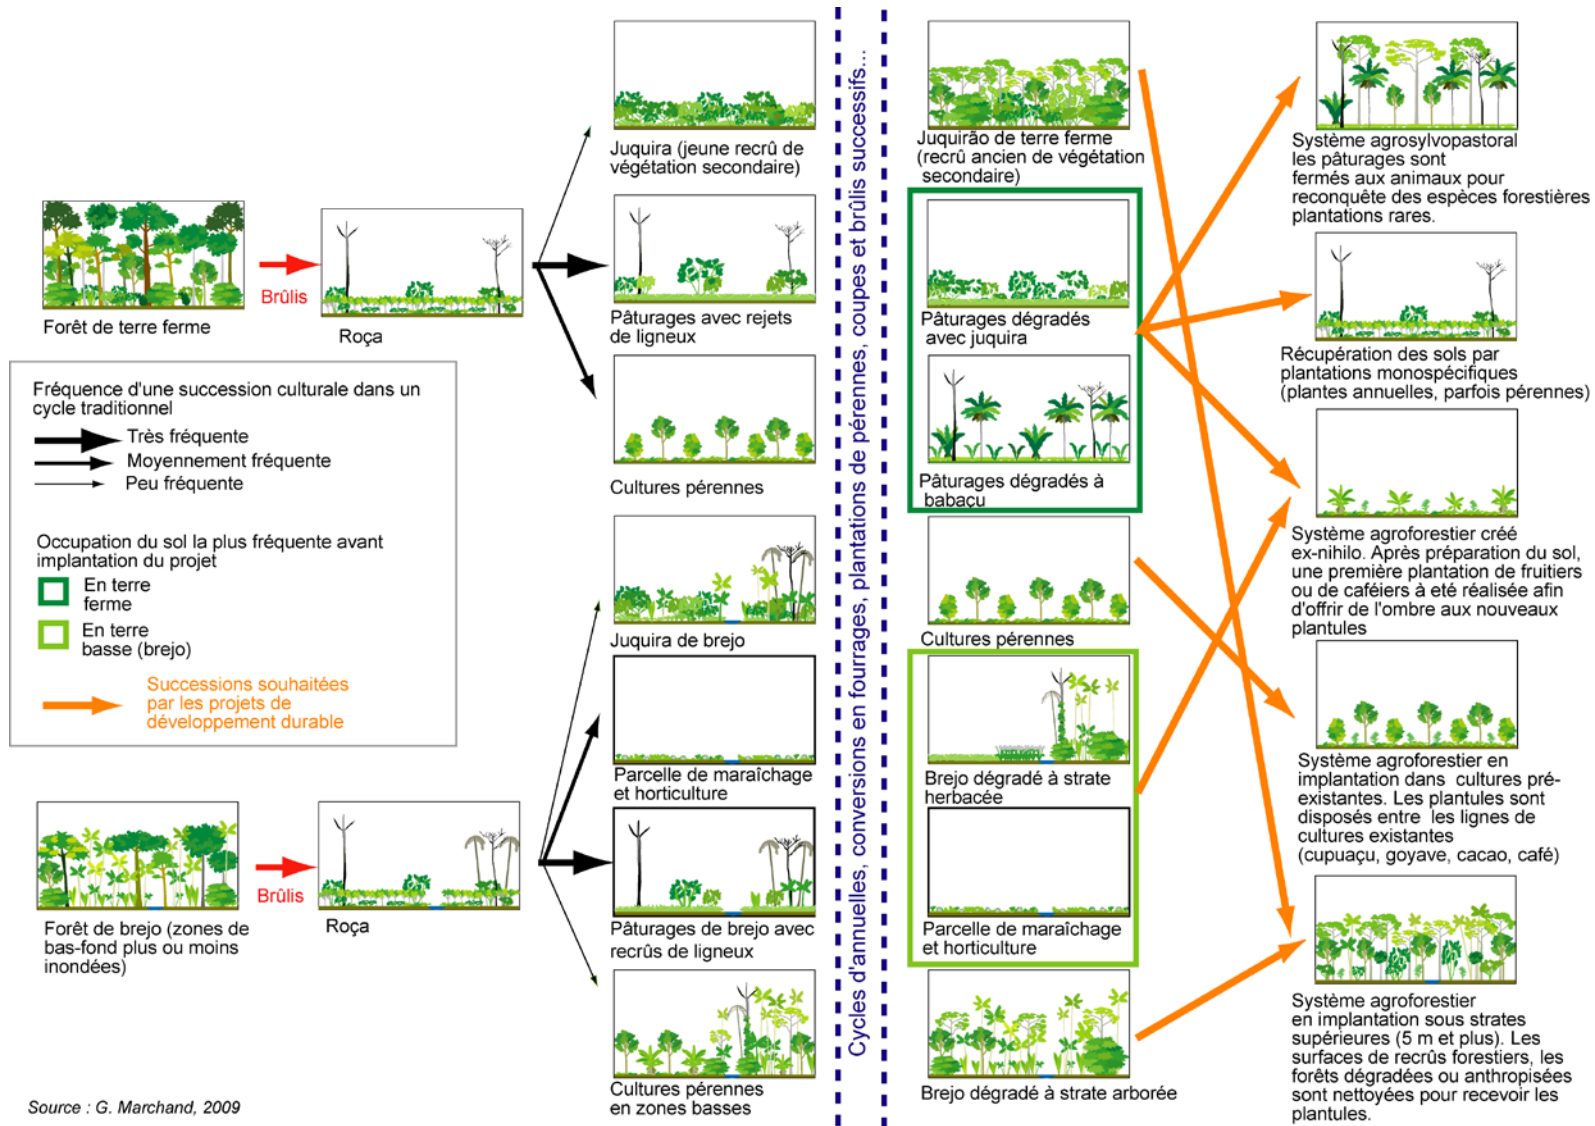 Forêt de terre ferme
Brûlis
Roça
Juquira (jeune recrû de
végétation secondaire)
Pâturages avec rejets
de ligneux
Cultures pérennes
Fréquence d'une succession culturale dans un
cycle traditionnel
Très fréquente
Moyennement fréquente
Peu fréquente
Occupation du sol la plus fréquente avant
implantation du projet
En terre
ferme
En terre
basse (brejo)
Successions souhaitées
par les projets de
développement durable
Forêt de brejo (zones de
bas-fond plus ou moins
inondées)
Brûlis
Roça
Juquira de brejo
Parcelle de maraîchage
et horticulture
Pâturages de brejo avec
recrûs de ligneux
Cultures pérennes
en zones basses
Cycles d'annuelles, conversions en fourrages, plantations de pérennes, coupes et brûlis successifs...
Juquirão de terre ferme
(recrû ancien de végétation
secondaire)
Pâturages dégradés
avec juquira
Pâturages dégradés à
babaçu
Cultures pérennes
Brejo dégradé à strate
herbacée
Parcelle de maraîchage
et horticulture
Brejo dégradé à strate arborée
Système agrosylvopastoral
les pâturages sont
fermés aux animaux pour
reconquête des espèces forestières
plantations rares.
Récupération des sols par
plantations monospécifiques
(plantes annuelles, parfois pérennes)
Système agroforestier créé
ex-nihilo. Après préparation du sol,
une première plantation de fruitiers
ou de caféiers à eté réalisée afin
d'offrir de l'ombre aux nouveaux
plantules
Système agroforestier en
implantation dans cultures pré-
existantes. Les plantules sont
disposés entre les lignes de
cultures existantes
(cupuaçu, goyave, cacao, café)
Système agroforestier
en implantation sous strates
supérieures (5 m et plus). Les
surfaces de recrûs forestiers, les
forêts dégradées ou anthropisées
sont nettoyées pour recevoir les
plantules.
Source : G. Marchand, 2009